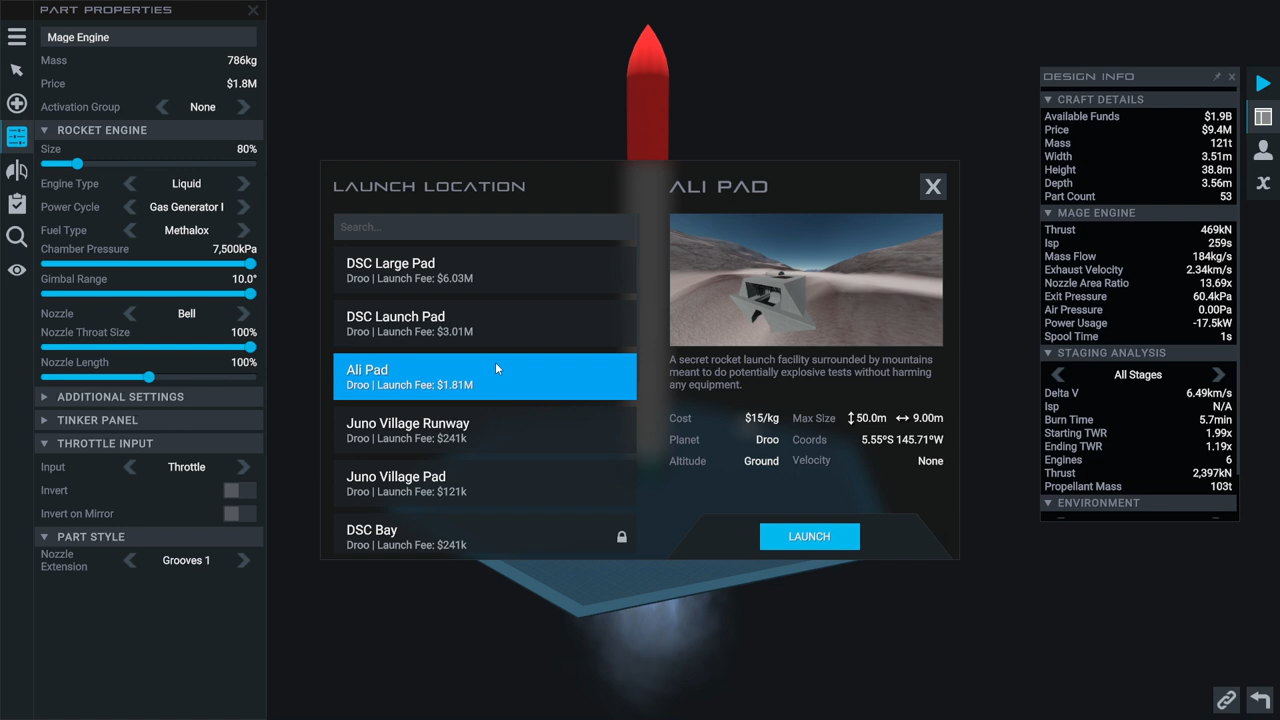 PART PROPERTIES
Mage Engine
Mass 786kg
Price $1.8M
Activation Group None
ROCKET ENGINE
Size 80%
Engine Type Liquid
Power Cycle Gas Generator I
Fuel Type Methalox
Chamber Pressure 7,500kPa
Gimbal Range 10.0°
Nozzle Bell
Nozzle Throat Size 100%
Nozzle Length 100%
ADDITIONAL SETTINGS
TINKER PANEL
THROTTLE INPUT
Input Throttle
Invert
Invert on Mirror
PART STYLE
Nozzle Extension Grooves 1
LAUNCH LOCATION
Search...
DSC Large Pad
Droo | Launch Fee: $6.03M
DSC Launch Pad
Droo | Launch Fee: $3.01M
Ali Pad
Droo | Launch Fee: $1.81M
Juno Village Runway
Droo | Launch Fee: $241k
Juno Village Pad
Droo | Launch Fee: $121k
DSC Bay
Droo | Launch Fee: $241k
ALI PAD
A secret rocket launch facility surrounded by mountains
meant to do potentially explosive tests without harming
any equipment.
Cost $15/kg Max Size 50.0m 9.00m
Planet Droo Coords 5.55°S 145.71°W
Altitude Ground Velocity None
LAUNCH
DESIGN INFO
CRAFT DETAILS
Available Funds $1.9B
Price $9.4M
Mass 121t
Width 3.51m
Height 38.8m
Depth 3.56m
Part Count 53
MAGE ENGINE
Thrust 469kN
Isp 259s
Mass Flow 184kg/s
Exhaust Velocity 2.34km/s
Nozzle Area Ratio 13.69x
Exit Pressure 60.4kPa
Air Pressure 0.00Pa
Power Usage -17.5kW
Spool Time 1s
STAGING ANALYSIS
All Stages
Delta V 6.49km/s
Isp N/A
Burn Time 5.7min
Starting TWR 1.99x
Ending TWR 1.19x
Engines 6
Thrust 2,397kN
Propellant Mass 103t
ENVIRONMENT